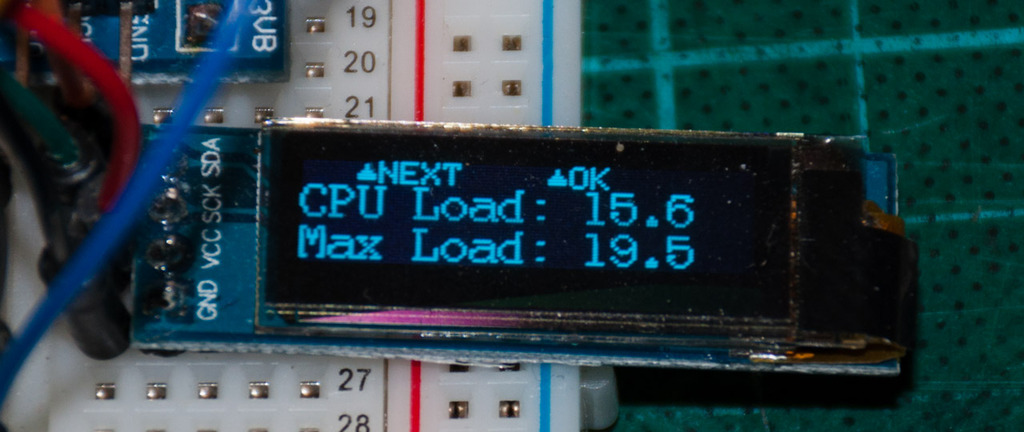 19
20
21
▲NEXT ▲OK
CPU Load: 15.6
Max Load: 19.5
GND VCC SCK SDA
27
28